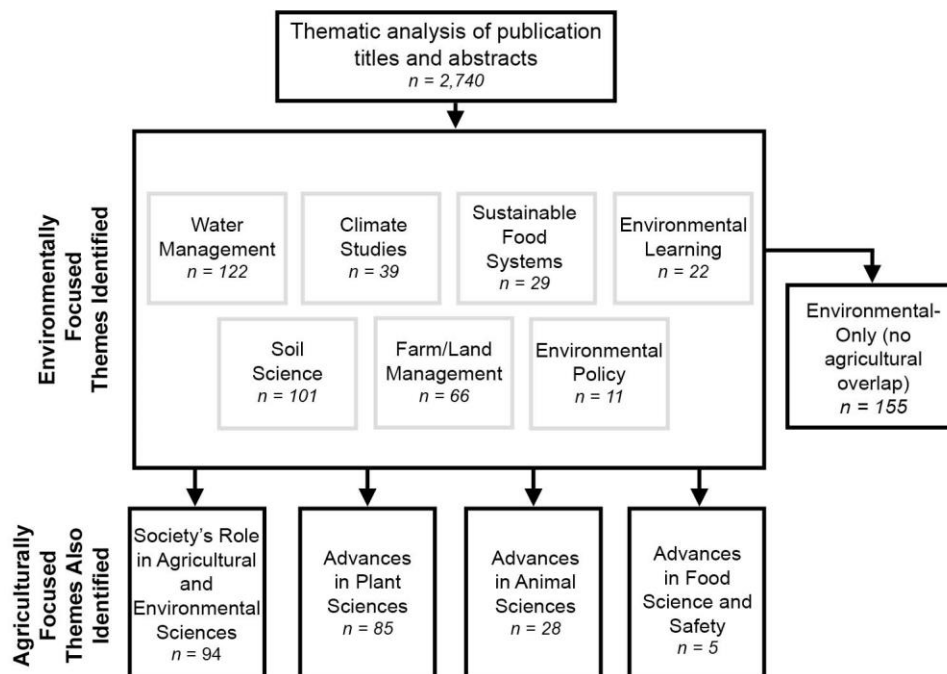 Thematic analysis of publication
titles and abstracts
n = 2,740
Environmentally
Focused
Themes Identified
Water
Management
n = 122
Climate
Studies
n = 39
Sustainable
Food
Systems
n = 29
Environmental
Learning
n = 22
Soil
Science
n = 101
Farm/Land
Management
n = 66
Environmental
Policy
n = 11
Environmental-
Only (no
agricultural
overlap)
n = 155
Agriculturally
Focused
Themes Also
Identified
Society's Role
in Agricultural
and
Environmental
Sciences
n = 94
Advances
in Plant
Sciences
n = 85
Advances
in Animal
Sciences
n = 28
Advances
in Food
Science and
Safety
n = 5